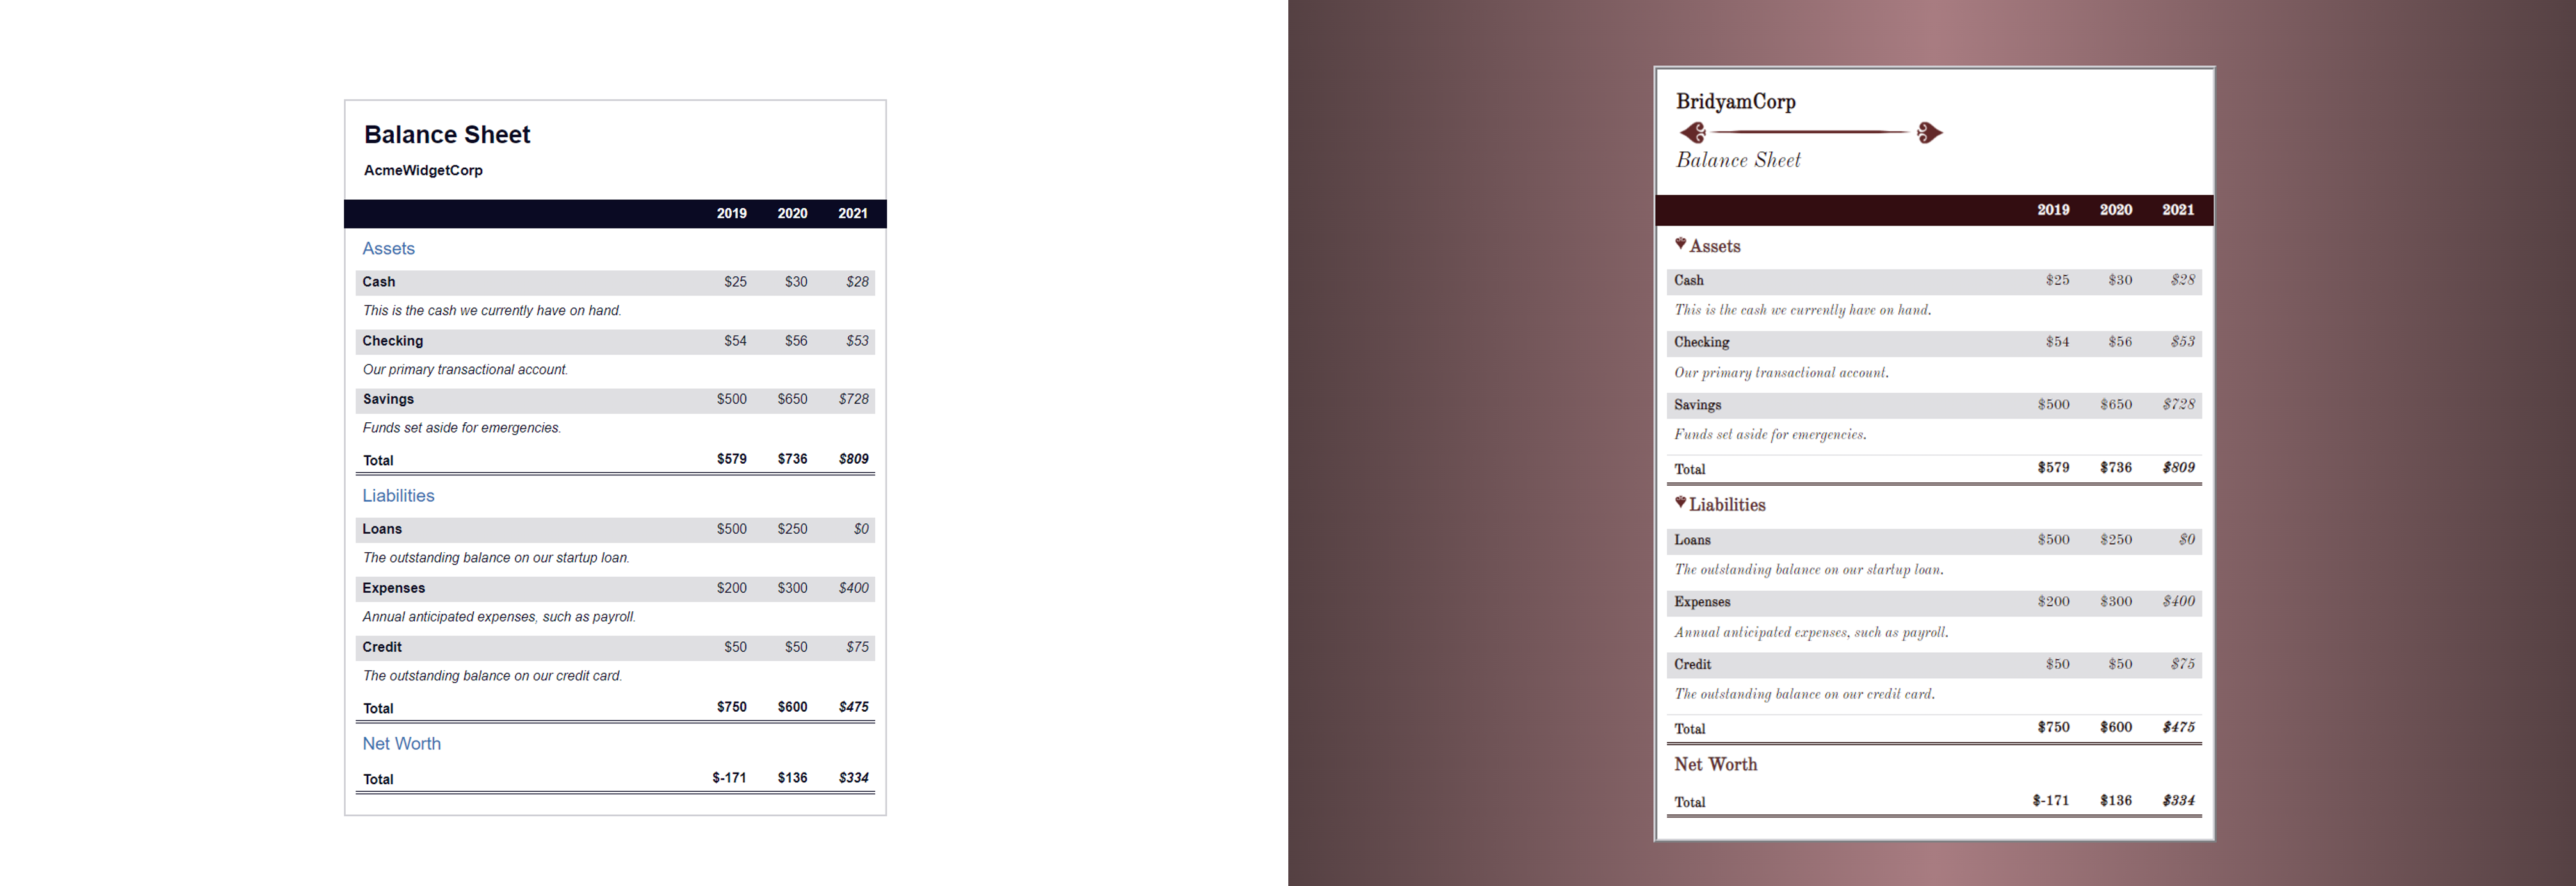 Balance Sheet
AcmeWidgetCorp
2019 2020 2021
Assets
Cash $25 $30 $28
This is the cash we currently have on hand.
Checking $54 $56 $53
Our primary transactional account.
Savings $500 $650 $728
Funds set aside for emergencies.
Total $579 $736 $809
Liabilities
Loans $500 $250 $0
The outstanding balance on our startup loan.
Expenses $200 $300 $400
Annual anticipated expenses, such as payroll.
Credit $50 $50 $75
The outstanding balance on our credit card.
Total $750 $600 $475
Net Worth
Total $-171 $136 $334
BridyamCorp
Balance Sheet
2019 2020 2021
Assets
Cash $25 $30 $28
This is the cash we currently have on hand.
Checking $54 $56 $53
Our primary transactional account.
Savings $500 $650 $728
Funds set aside for emergencies.
Total $579 $736 $809
Liabilities
Loans $500 $250 $0
The outstanding balance on our startup loan.
Expenses $200 $300 $400
Annual anticipated expenses, such as payroll.
Credit $50 $50 $75
The outstanding balance on our credit card.
Total $750 $600 $475
Net Worth
Total $-171 $136 $334